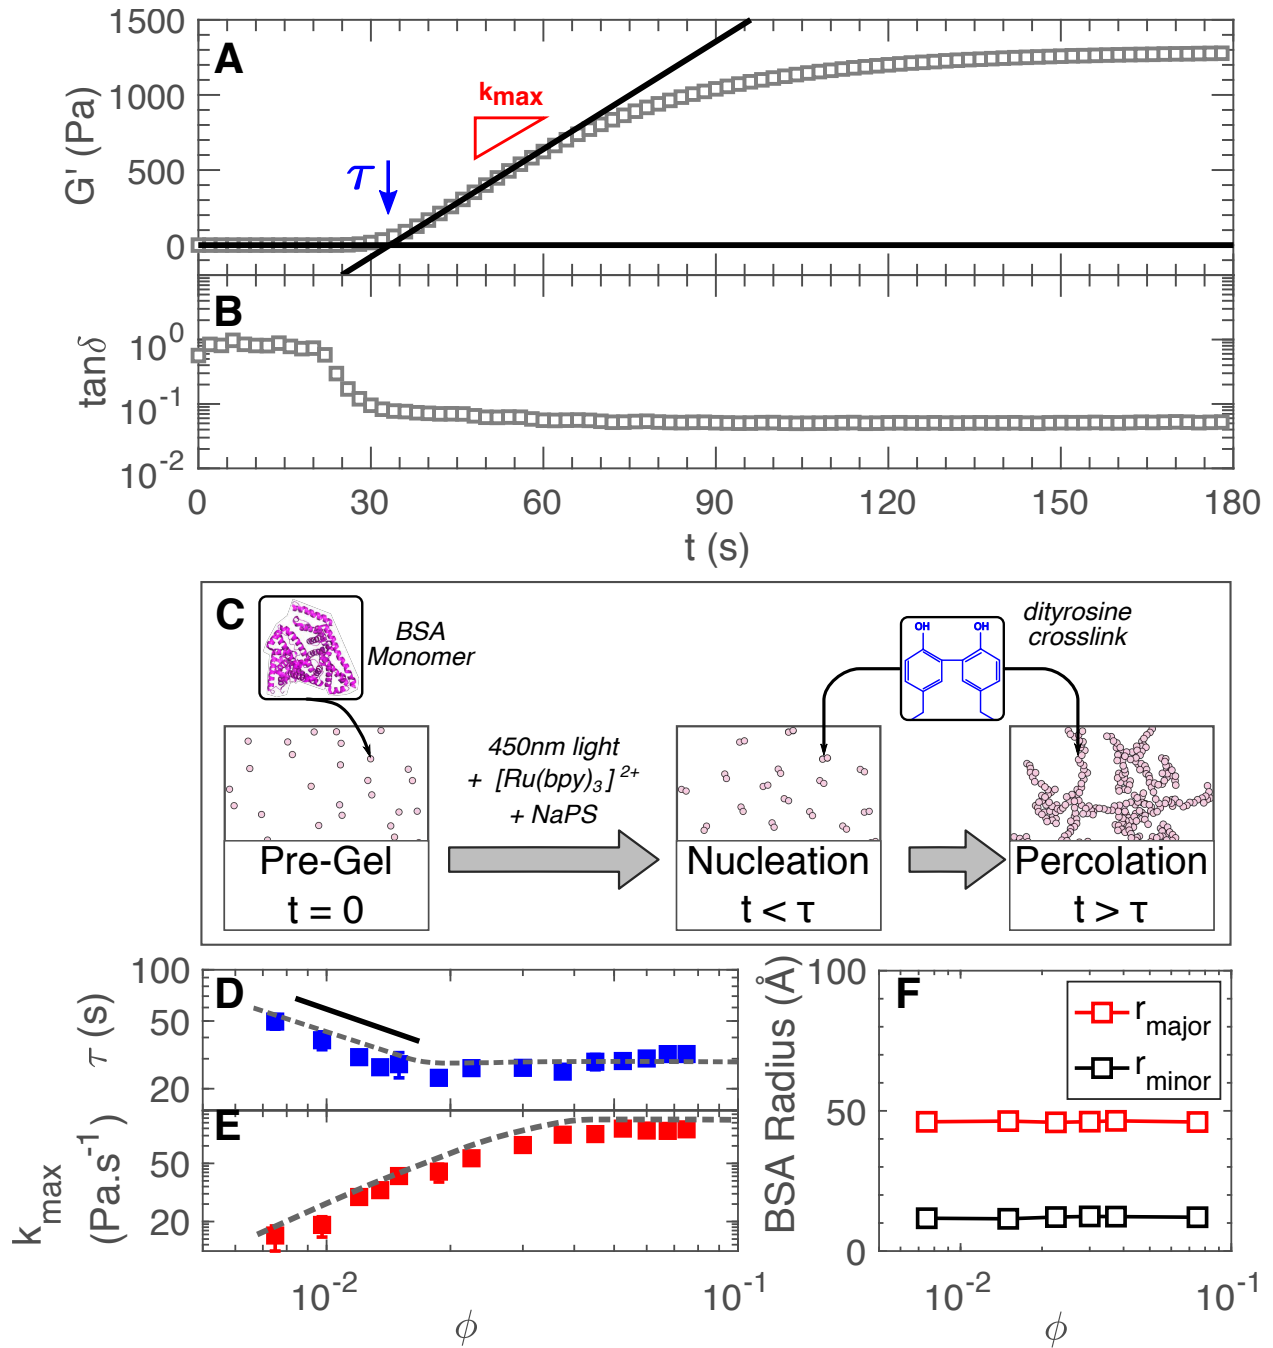 A
1500
1000
500
0
G' (Pa)
kmax
τ
B
10^0
10^-1
10^-2
tanδ
0 30 60 90 120 150 180
t (s)
C
BSA
Monomer
dityrosine
crosslink
OH OH
450nm light
+ [Ru(bpy)3]2+
+ NaPS
Pre-Gel
t = 0
Nucleation
t < τ
Percolation
t > τ
D
100
50
20
τ (s)
E
50
20
kmax
(Pa.s^-1)
10^-2 10^-1
ϕ
F
100
50
0
BSA Radius (Å)
rmajor
rminor
10^-2 10^-1
ϕ